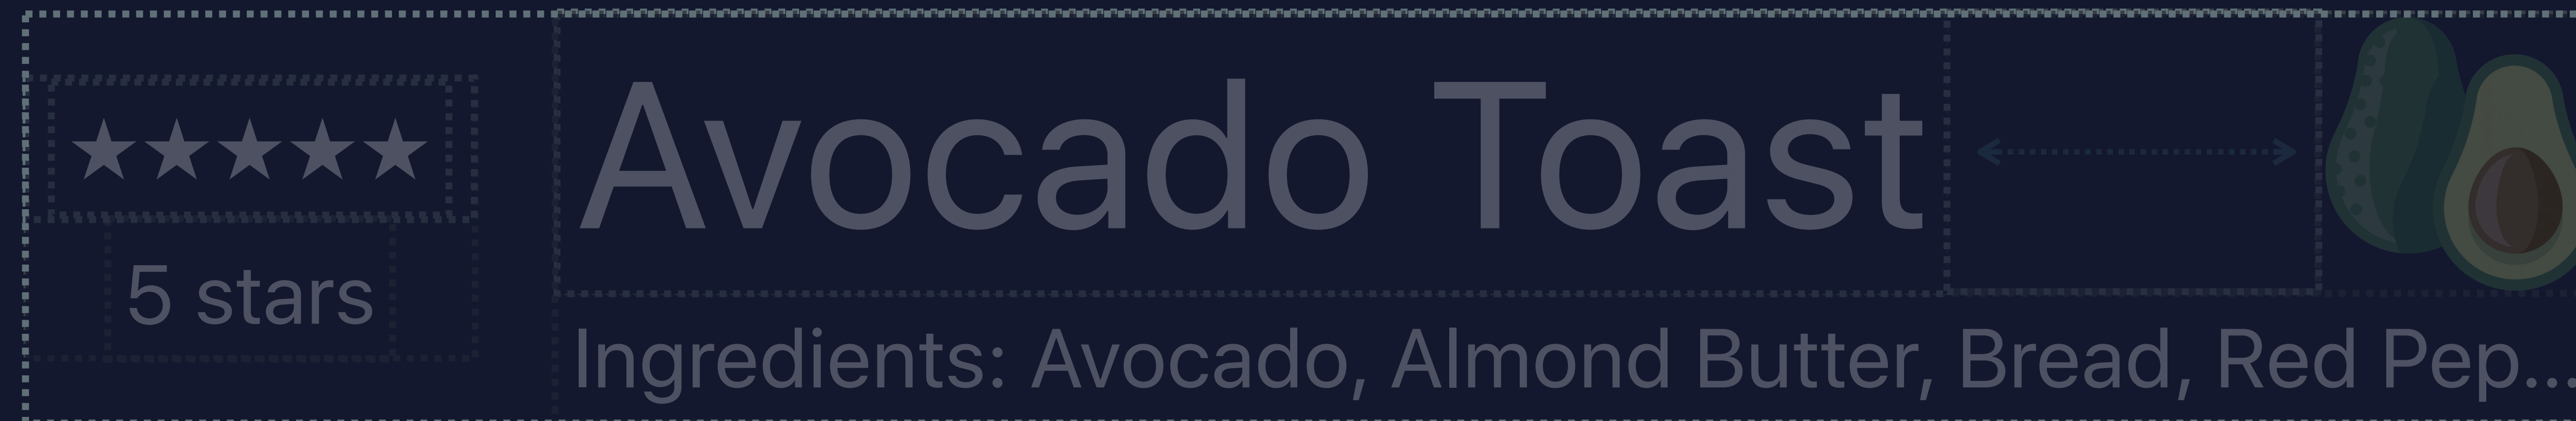 ★★★★★
5 stars
Avocado Toast
Ingredients: Avocado, Almond Butter, Bread, Red Pep...